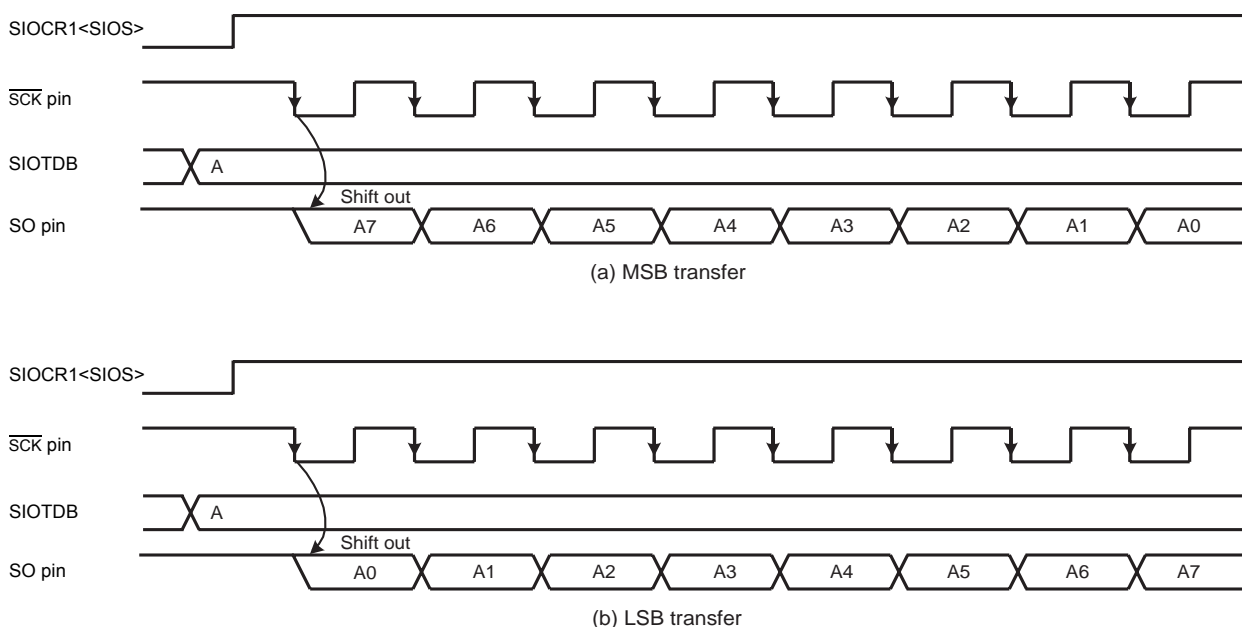 SIOCR1<SIOS>
SCK pin
SIOTDB
A
Shift out
SO pin
A7 A6 A5 A4 A3 A2 A1 A0
(a) MSB transfer
SIOCR1<SIOS>
SCK pin
SIOTDB
A
Shift out
SO pin
A0 A1 A2 A3 A4 A5 A6 A7
(b) LSB transfer